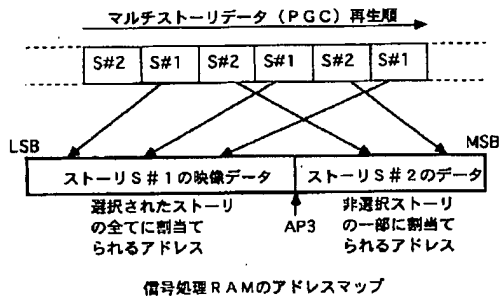 マルチストーリデータ（PGC）再生順
S#2 S#1 S#2 S#1 S#2 S#1
LSB
MSB
ストーリS＃1の映像データ
ストーリS＃2のデータ
選択されたストーリ
の全てに割当て
られるアドレス
AP3
非選択ストーリ
の一部に割当て
られるアドレス
信号処理RAMのアドレスマップ